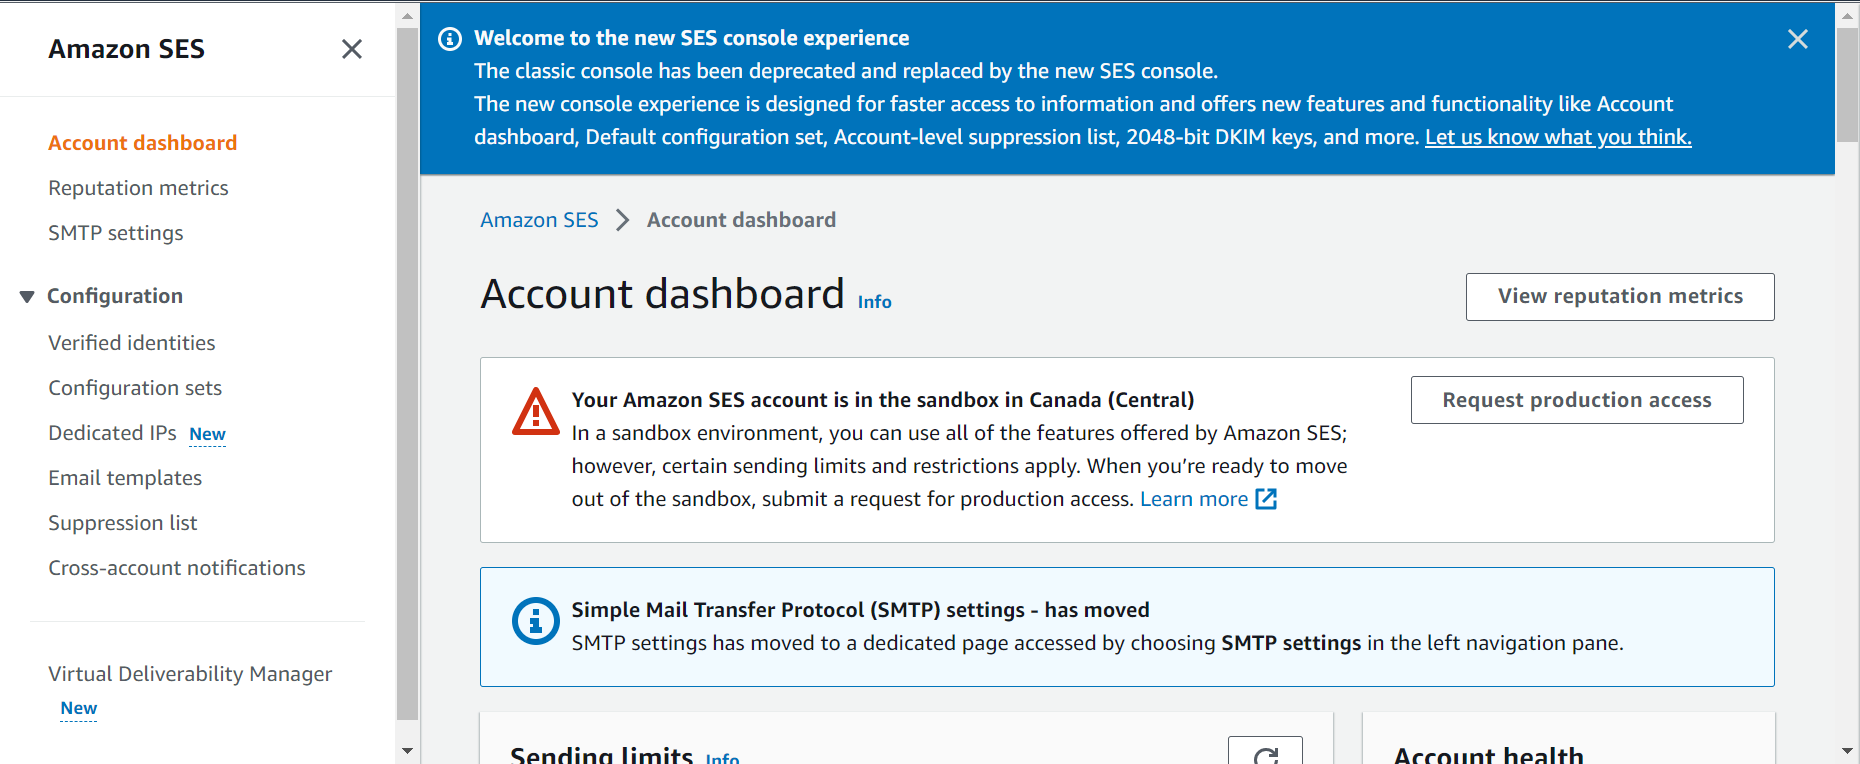 Amazon SES
Account dashboard
Reputation metrics
SMTP settings
Configuration
Verified identities
Configuration sets
Dedicated IPs New
Email templates
Suppression list
Cross-account notifications
Virtual Deliverability Manager
New
Welcome to the new SES console experience
The classic console has been deprecated and replaced by the new SES console.
The new console experience is designed for faster access to information and offers new features and functionality like Account
dashboard, Default configuration set, Account-level suppression list, 2048-bit DKIM keys, and more. Let us know what you think.
Amazon SES > Account dashboard
Account dashboard Info
View reputation metrics
Your Amazon SES account is in the sandbox in Canada (Central)
In a sandbox environment, you can use all of the features offered by Amazon SES;
however, certain sending limits and restrictions apply. When you’re ready to move
out of the sandbox, submit a request for production access. Learn more
Request production access
Simple Mail Transfer Protocol (SMTP) settings - has moved
SMTP settings has moved to a dedicated page accessed by choosing SMTP settings in the left navigation pane.
Sending limits Info
Account health